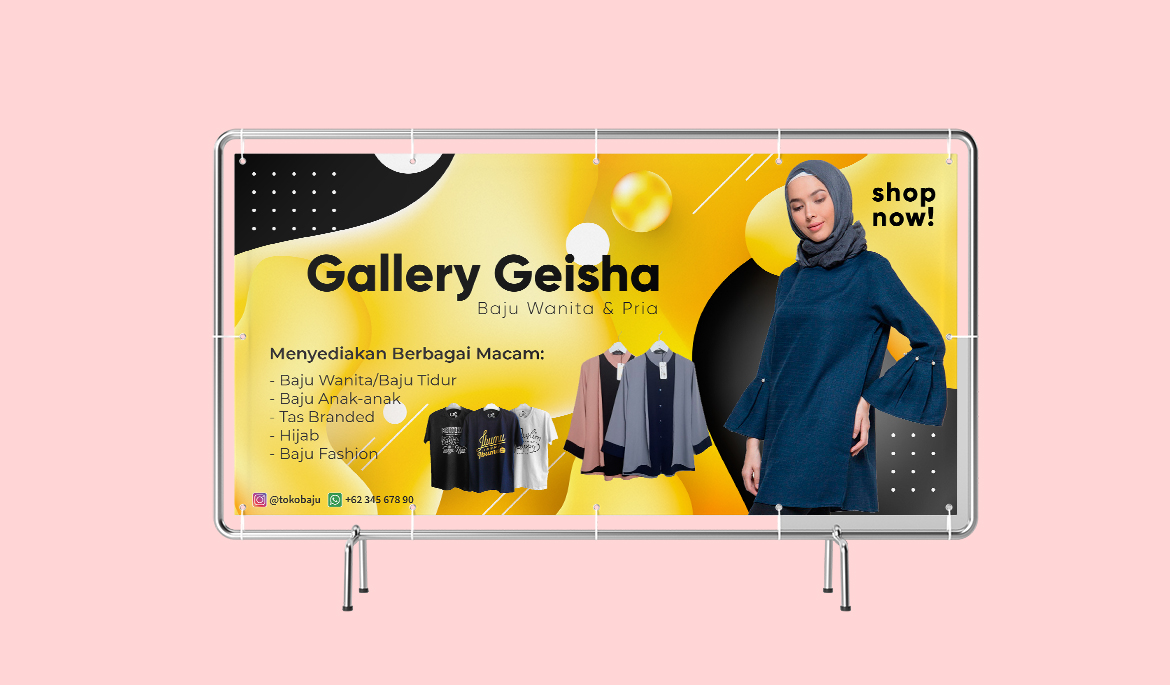 shop
now!
Gallery Geisha
Baju Wanita & Pria
Menyediakan Berbagai Macam:
- Baju Wanita/Baju Tidur
- Baju Anak-anak
- Tas Branded
- Hijab
- Baju Fashion
@tokobaju +62 345 678 90